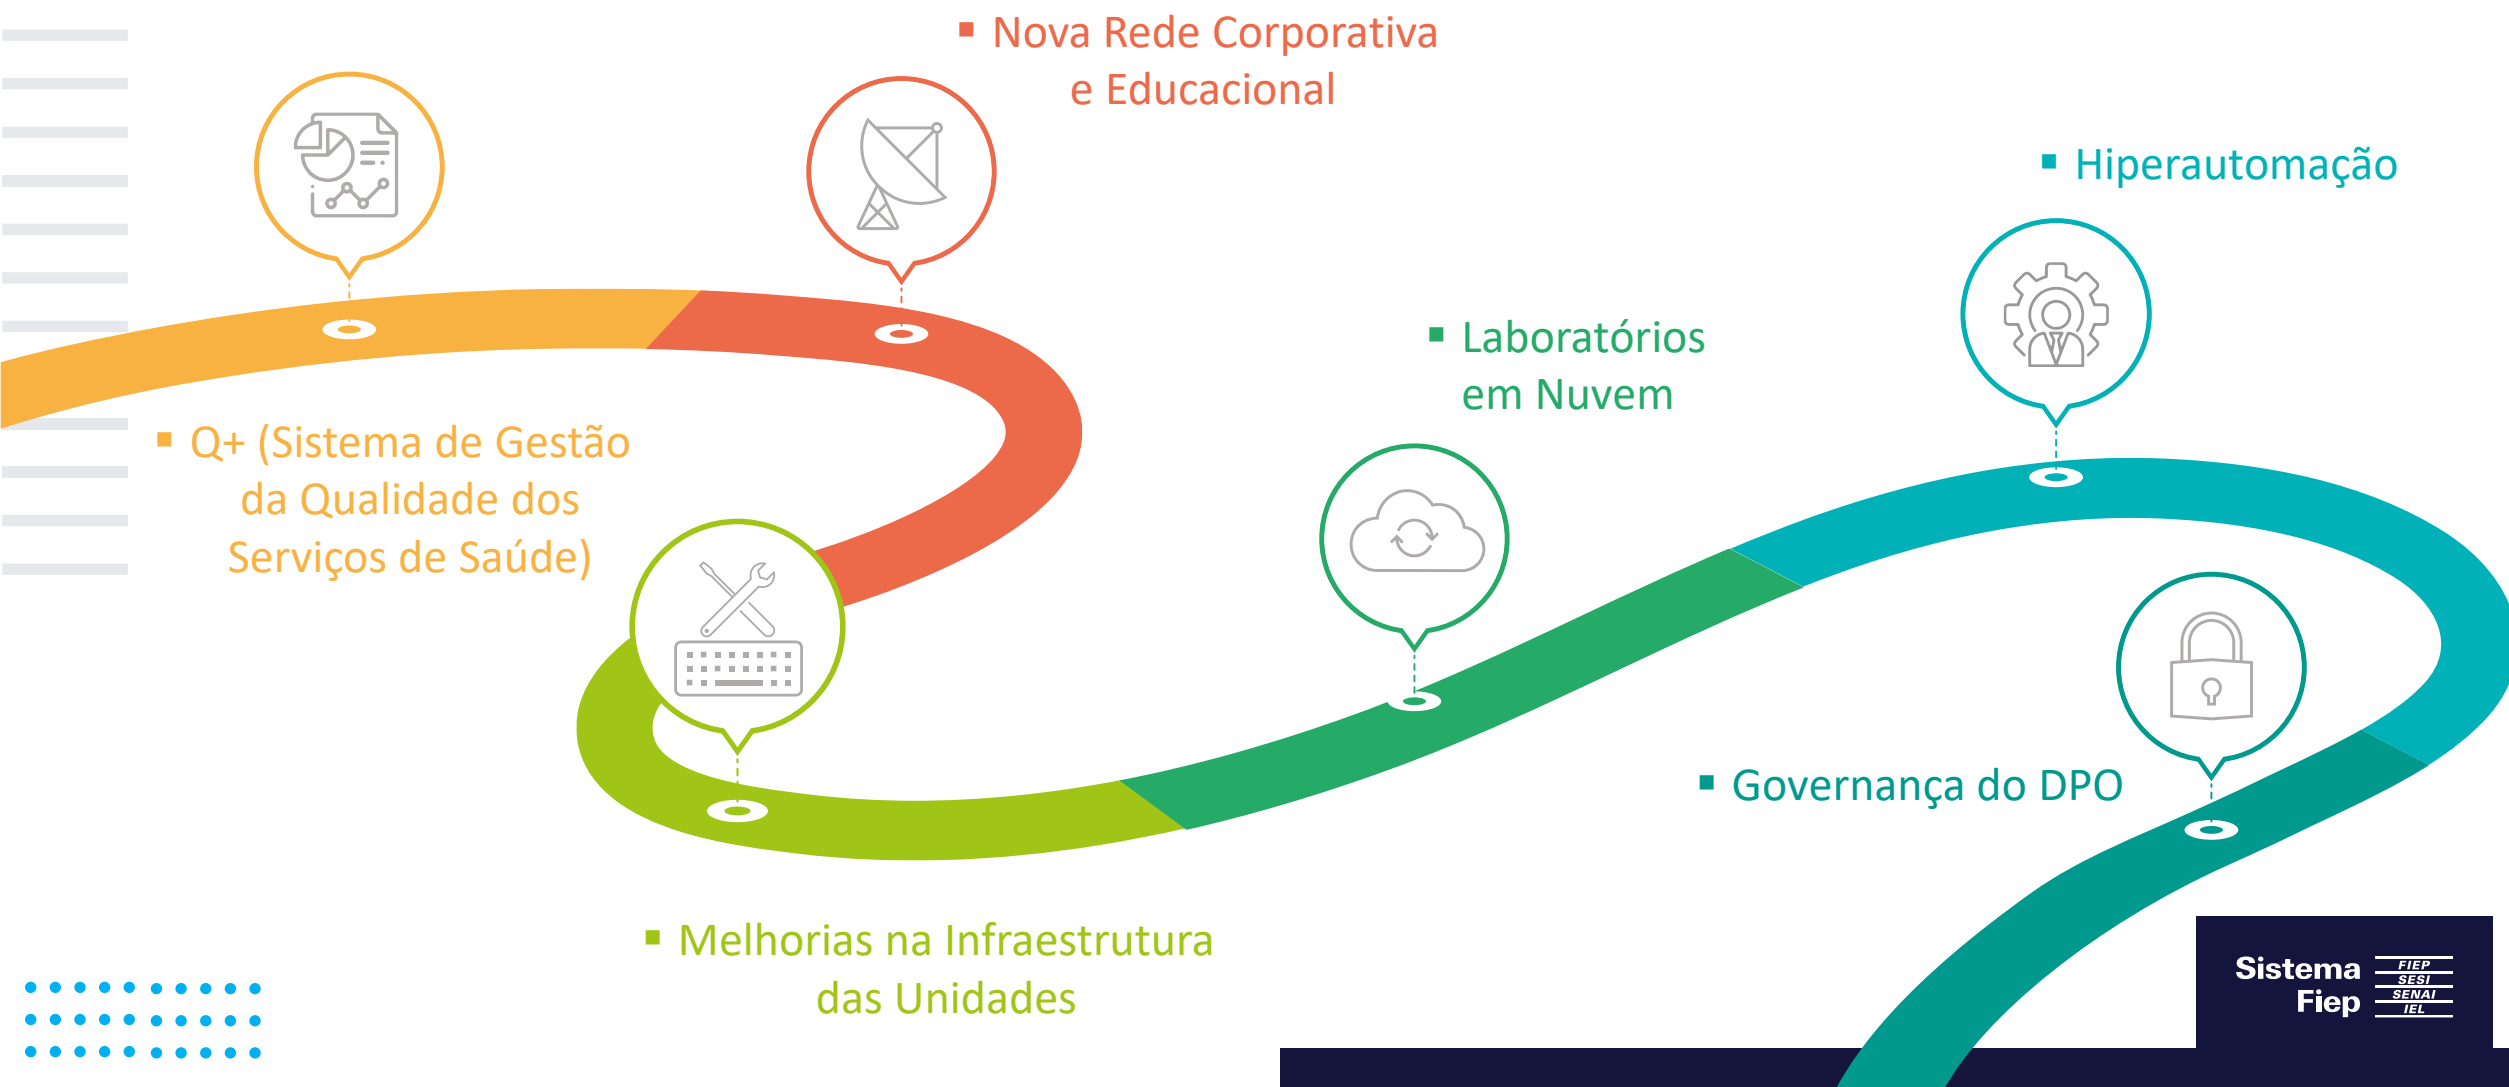 ▪ Nova Rede Corporativa
e Educacional
▪ Hiperautomação
▪ Laboratórios
em Nuvem
▪ Q+ (Sistema de Gestão
da Qualidade dos
Serviços de Saúde)
▪ Governança do DPO
▪ Melhorias na Infraestrutura
das Unidades
Sistema
Fiep
FIEP
SESI
SENAI
IEL